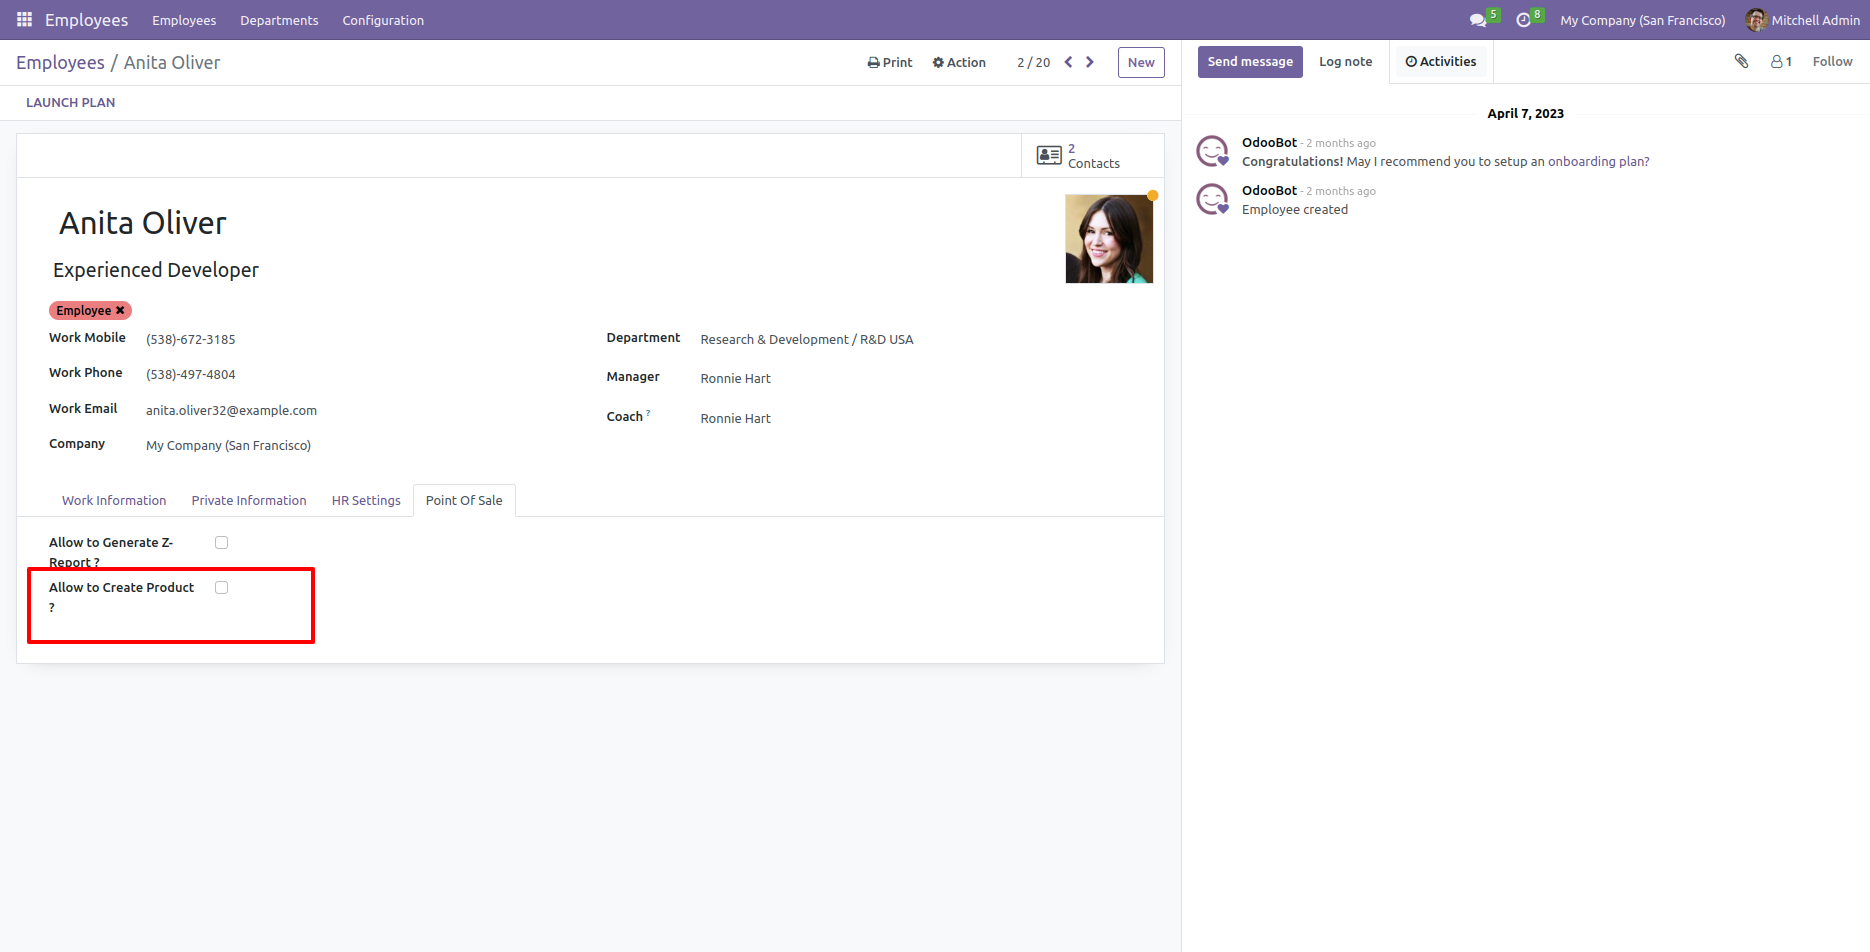 Employees Employees Departments Configuration 5 8 My Company (San Francisco) Mitchell Admin
Employees / Anita Oliver Print Action 2 / 20 New
Send message Log note Activities 1 Follow
LAUNCH PLAN
April 7, 2023
OdooBot - 2 months ago
Congratulations! May I recommend you to setup an onboarding plan?
OdooBot - 2 months ago
Employee created
2
Contacts
Anita Oliver
Experienced Developer
Employee ✖
Work Mobile (538)-672-3185
Work Phone (538)-497-4804
Work Email anita.oliver32@example.com
Company My Company (San Francisco)
Department Research & Development / R&D USA
Manager Ronnie Hart
Coach ? Ronnie Hart
Work Information Private Information HR Settings Point Of Sale
Allow to Generate Z-
Report ?
Allow to Create Product
?